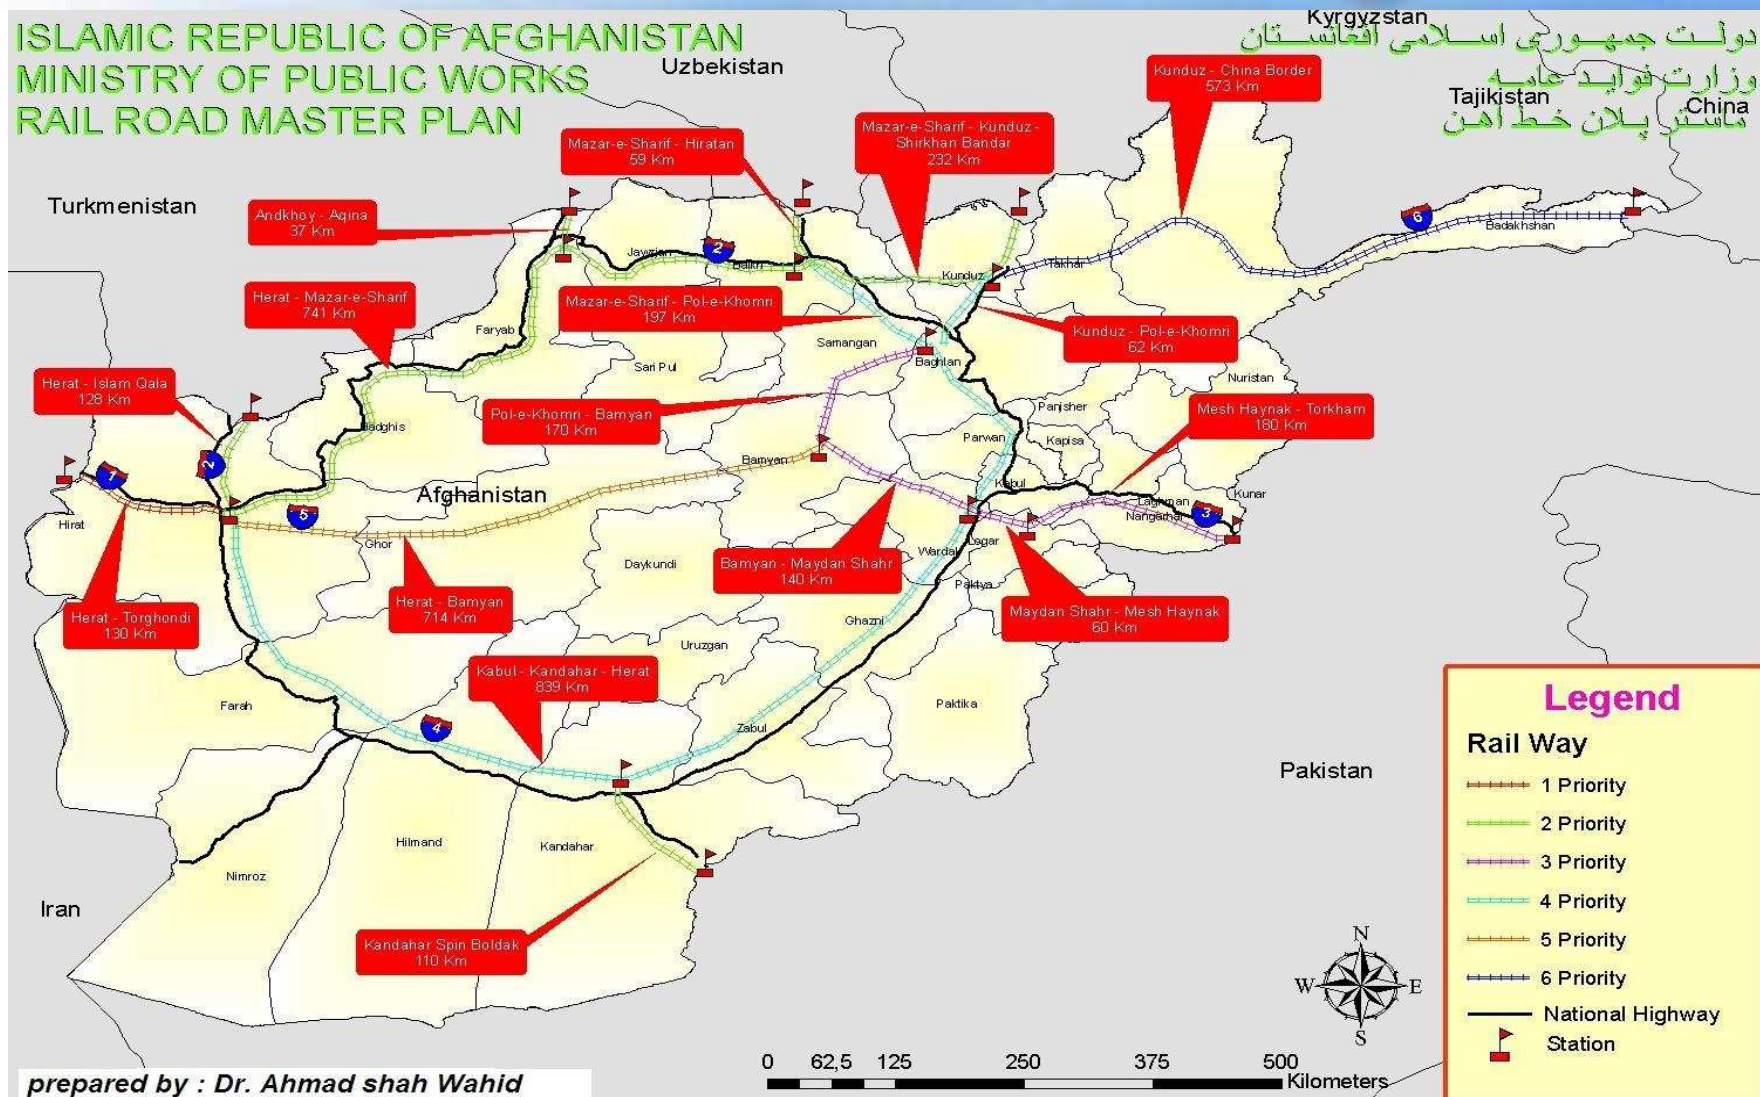 ISLAMIC REPUBLIC OF AFGHANISTAN
MINISTRY OF PUBLIC WORKS
RAIL ROAD MASTER PLAN
دولت جمهوری اسلامی افغانستان
وزارت فواید عامه
ماستر پلان خط اهن
Kyrgyzstan
Uzbekistan
Tajikistan
China
Turkmenistan
Kunduz - China Border
573 Km
Mazar-e-Sharif - Kunduz -
Shirkhan Bandar
232 Km
Mazar-e-Sharif - Hiratan
59 Km
Andkhoy - Aqina
37 Km
Herat - Mazar-e-Sharif
741 Km
Mazar-e-Sharif - Pol-e-Khomri
197 Km
Kunduz - Pol-e-Khomri
62 Km
Herat - Islam Qala
128 Km
Pol-e-Khomri - Bamyan
170 Km
Mesh Haynak - Torkham
180 Km
Bamyan - Maydan Shahr
140 Km
Maydan Shahr - Mesh Haynak
60 Km
Herat - Torghondi
130 Km
Herat - Bamyan
714 Km
Kabul - Kandahar - Herat
839 Km
Kandahar Spin Boldak
110 Km
6
Badakhshan
2
Jawzjan
Balkh
Kunduz
Takhar
Faryab
Samangan
Sari Pul
Baghlan
Nuristan
Panjsher
Badghis
Parwan
Kapisa
Bamyan
2
1
Afghanistan
Kabul
Laghman
Kunar
Nangarhar
3
5
Hirat
Ghor
Wardak
Logar
Daykundi
Paktya
Ghazni
Uruzgan
Farah
Paktika
4
Zabul
Hilmand
Kandahar
Nimroz
Iran
Pakistan
Legend
Rail Way
1 Priority
2 Priority
3 Priority
4 Priority
5 Priority
6 Priority
National Highway
Station
N
W
E
S
0 62,5 125 250 375 500
Kilometers
prepared by : Dr. Ahmad shah Wahid